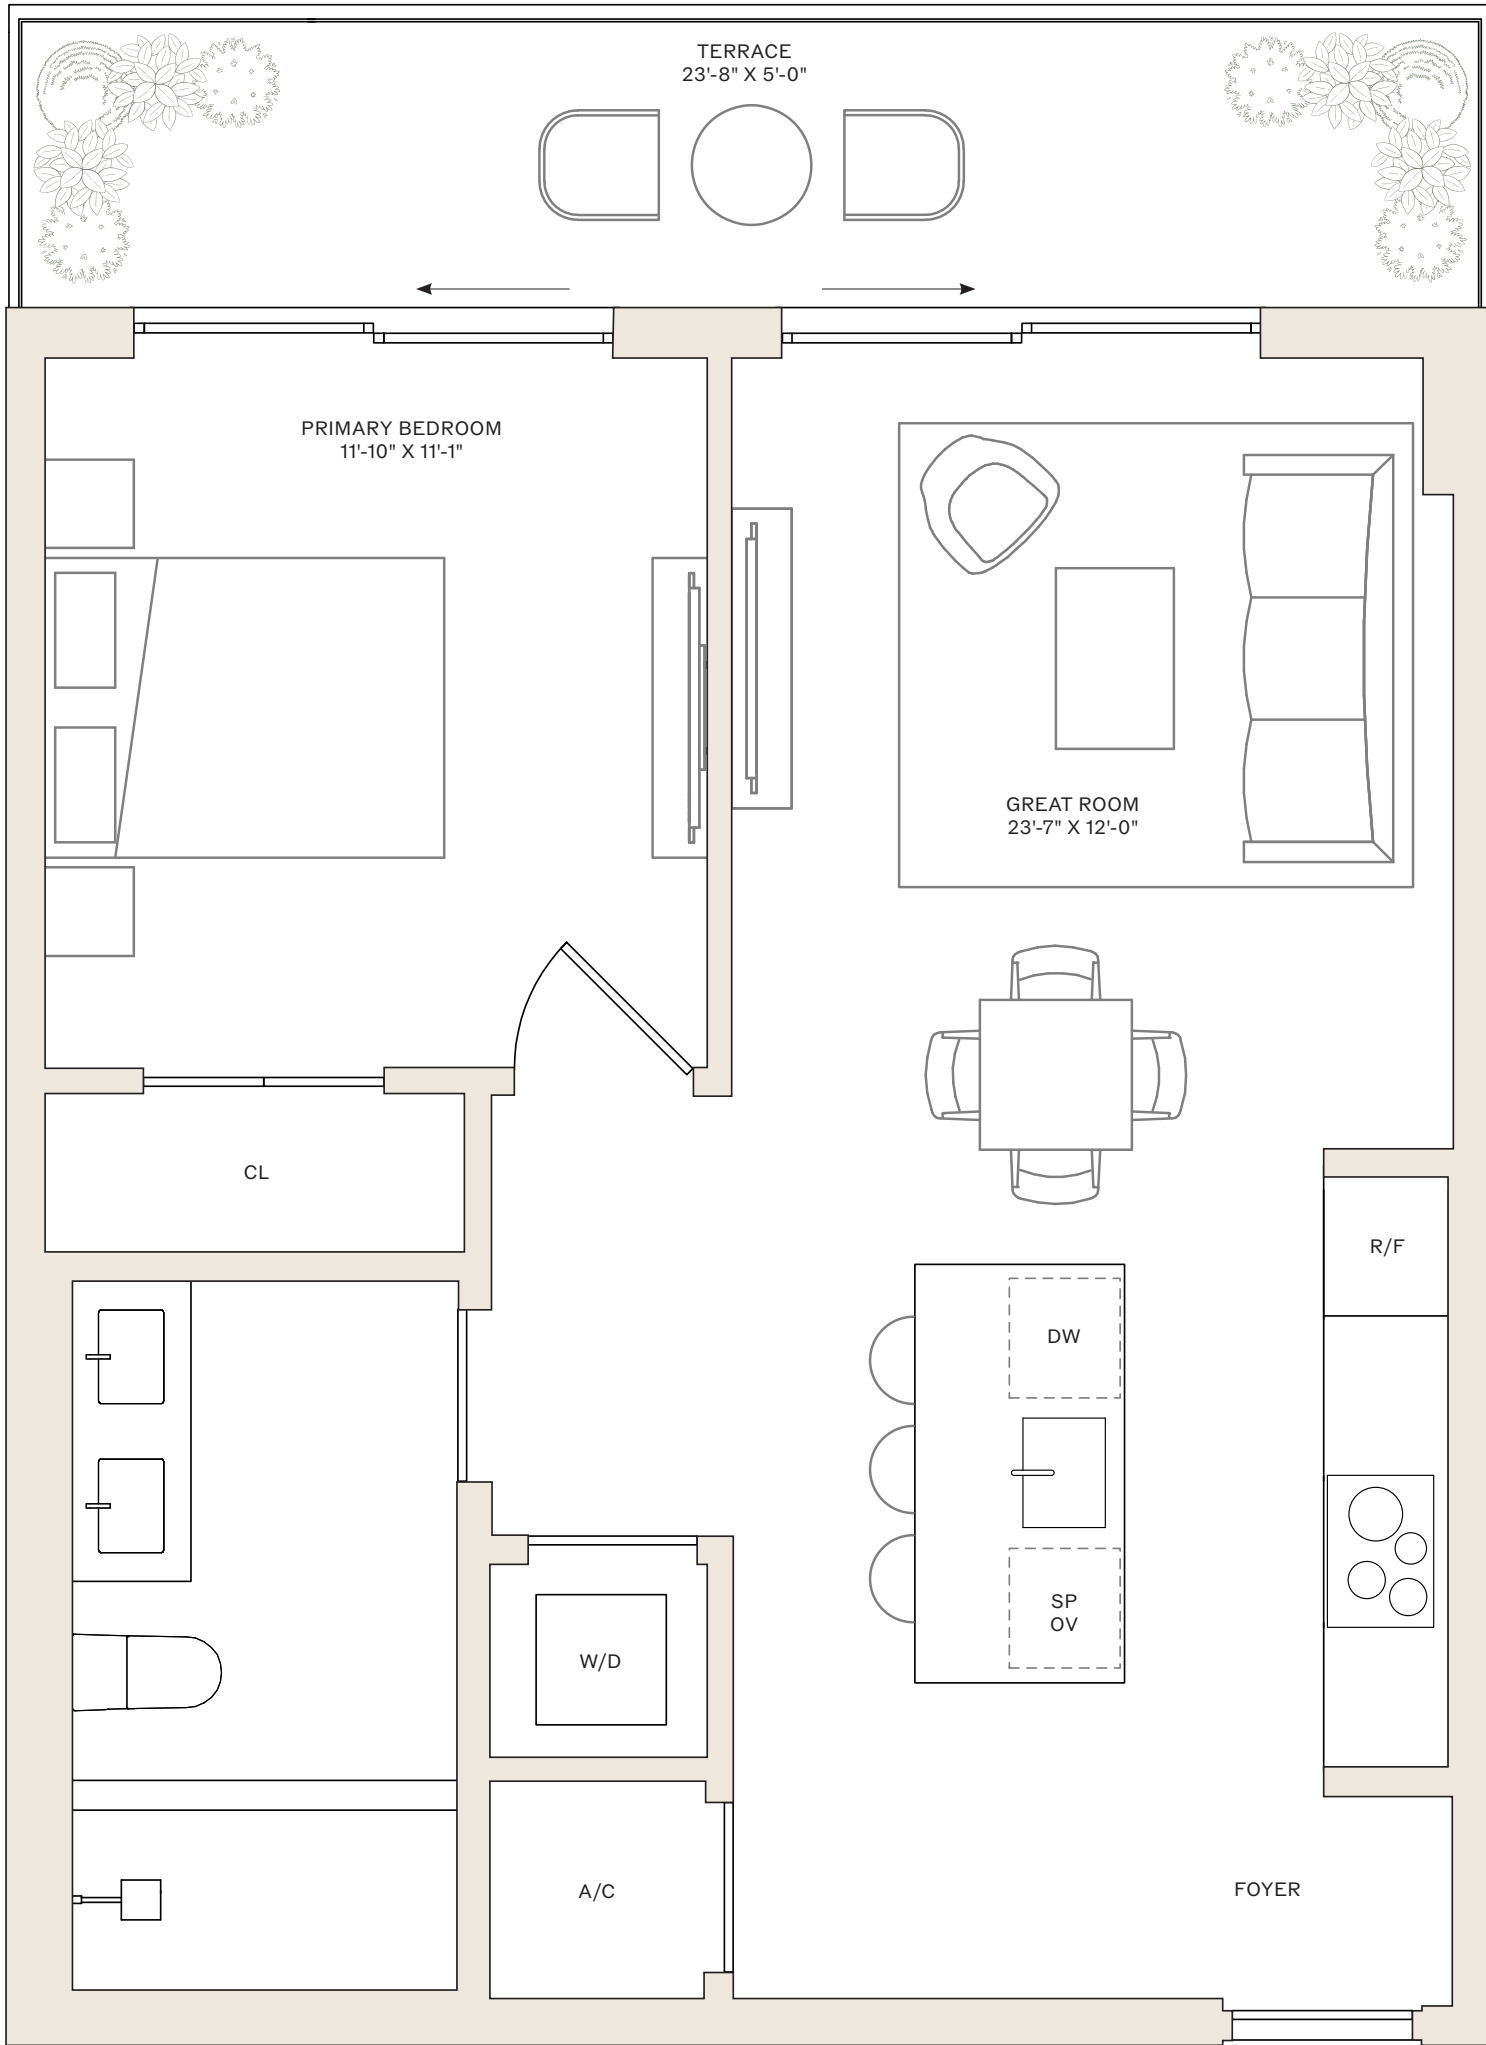 TERRACE
23'-8" X 5'-0"
PRIMARY BEDROOM
11'-10" X 11'-1"
GREAT ROOM
23'-7" X 12'-0"
CL
R/F
DW
SP
OV
W/D
A/C
FOYER